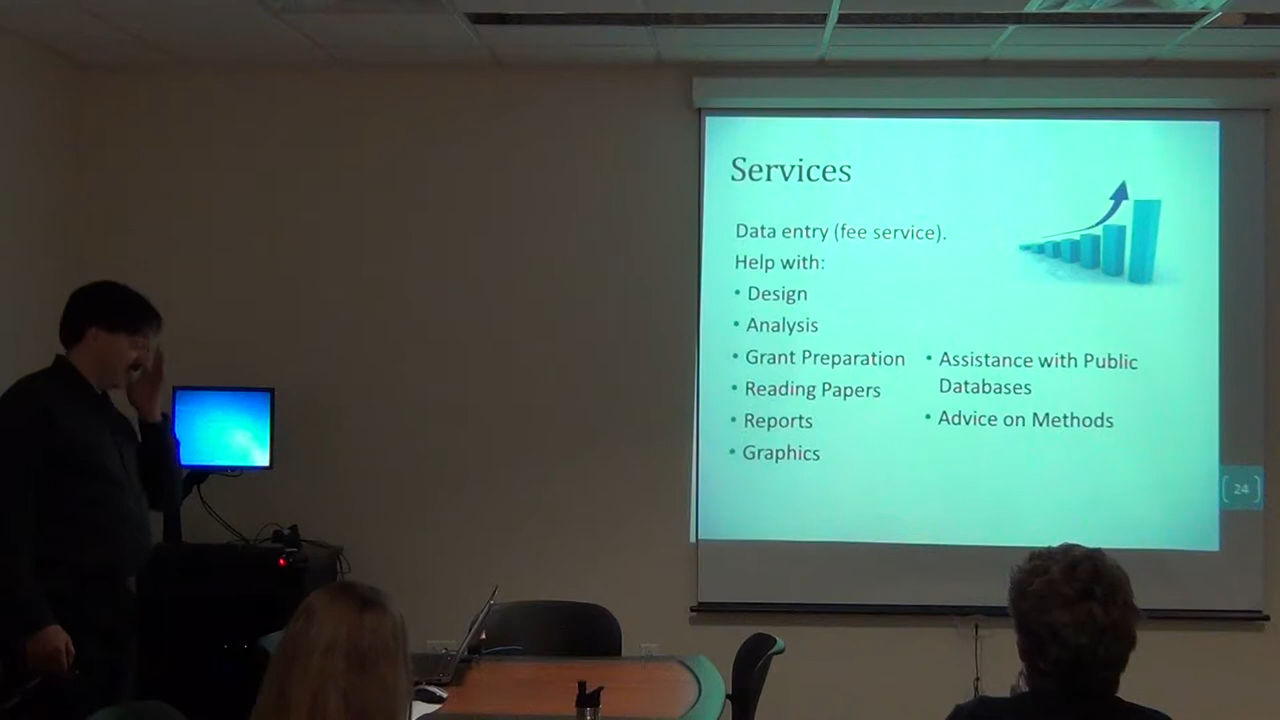 Services
Data entry (fee service).
Help with:
• Design
• Analysis
• Grant Preparation
• Reading Papers
• Reports
• Graphics
• Assistance with Public
Databases
• Advice on Methods
24